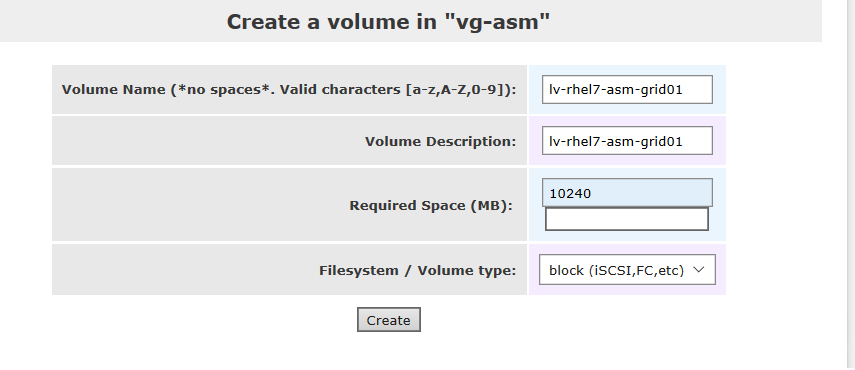 Create a volume in "vg-asm"
Volume Name (*no spaces*. Valid characters [a-z,A-Z,0-9]): lv-rhel7-asm-grid01
Volume Description: lv-rhel7-asm-grid01
Required Space (MB): 10240
Filesystem / Volume type: block (iSCSI,FC,etc)
Create